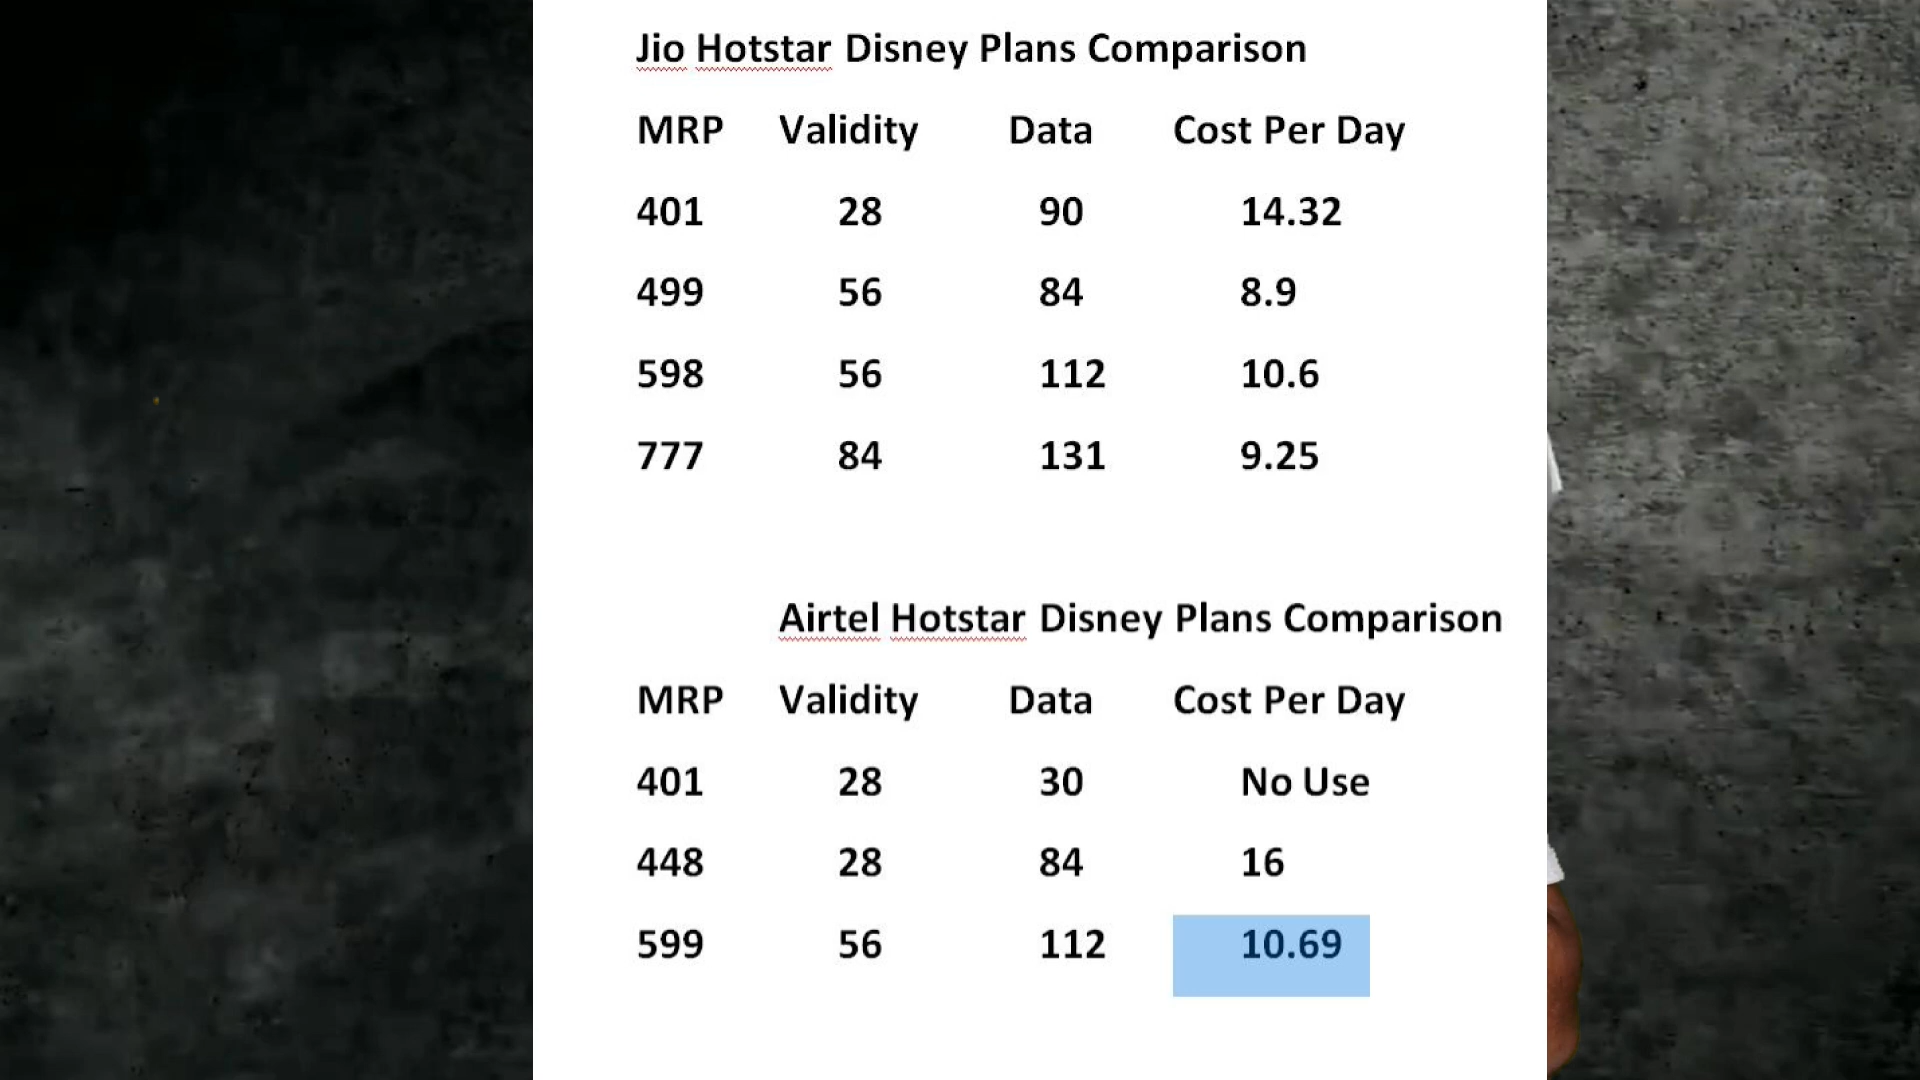 Jio Hotstar Disney Plans Comparison
MRP Validity Data Cost Per Day
401 28 90 14.32
499 56 84 8.9
598 56 112 10.6
777 84 131 9.25
Airtel Hotstar Disney Plans Comparison
MRP Validity Data Cost Per Day
401 28 30 No Use
448 28 84 16
599 56 112 10.69